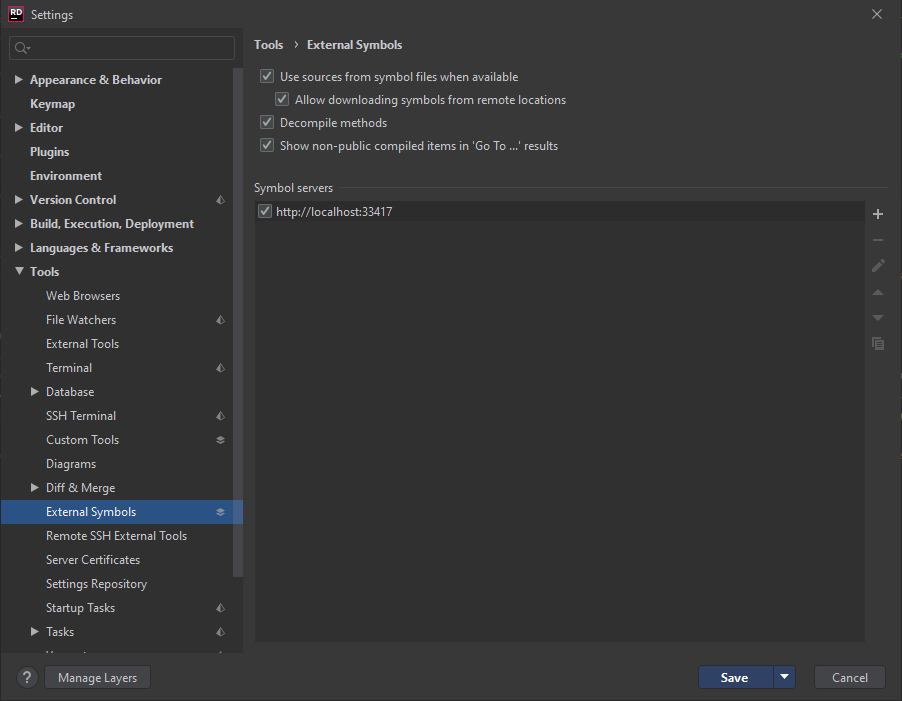 RD
Settings
Appearance & Behavior
Keymap
Editor
Plugins
Environment
Version Control
Build, Execution, Deployment
Languages & Frameworks
Tools
Web Browsers
File Watchers
External Tools
Terminal
Database
SSH Terminal
Custom Tools
Diagrams
Diff & Merge
External Symbols
Remote SSH External Tools
Server Certificates
Settings Repository
Startup Tasks
Tasks
Tools › External Symbols
Use sources from symbol files when available
Allow downloading symbols from remote locations
Decompile methods
Show non-public compiled items in 'Go To ...' results
Symbol servers
http://localhost:33417
?
Manage Layers
Save
Cancel